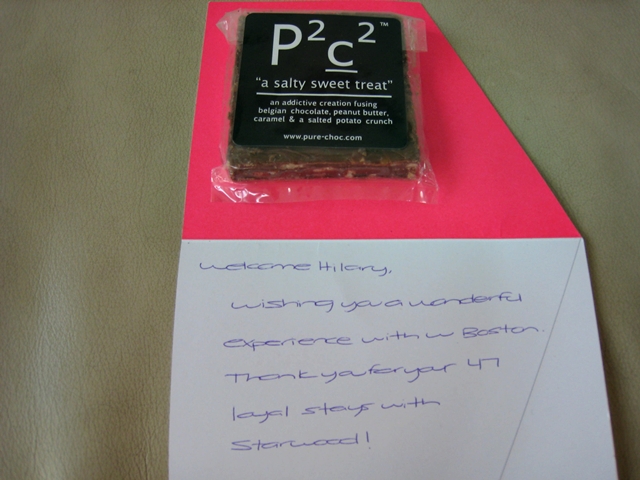 P²c²™
"a salty sweet treat"
an addictive creation fusing
belgian chocolate, peanut butter,
caramel & a salted potato crunch
www.pure-choc.com
Welcome Hilary,
wishing you a wonderful
experience with W Boston.
Thank you for your 47
loyal stays with
Starwood!